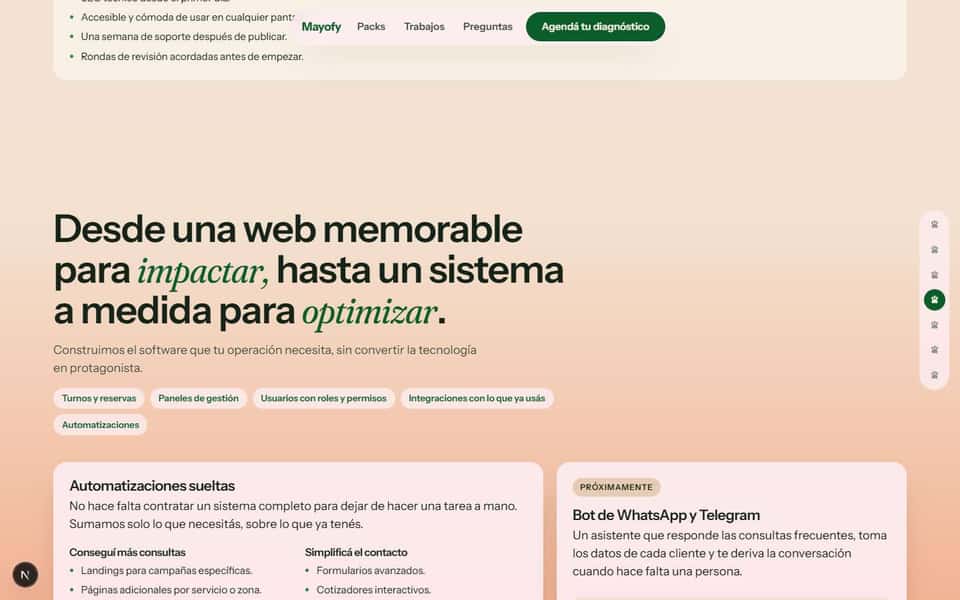 Accesible y cómoda de usar en cualquier
Mayofy
Packs
Trabajos
Preguntas
Agendá tu diagnóstico
Una semana de soporte después de publicar.
Rondas de revisión acordadas antes de empezar.
Desde una web memorable
para impactar, hasta un sistema
a medida para optimizar.
Construimos el software que tu operación necesita, sin convertir la tecnología
en protagonista.
Turnos y reservas
Paneles de gestión
Usuarios con roles y permisos
Integraciones con lo que ya usás
Automatizaciones
Automatizaciones sueltas
No hace falta contratar un sistema completo para dejar de hacer una tarea a mano.
Sumamos solo lo que necesitás, sobre lo que ya tenés.
Conseguí más consultas
Landings para campañas específicas.
Páginas adicionales por servicio o zona.
Simplificá el contacto
Formularios avanzados.
Cotizadores interactivos.
PRÓXIMAMENTE
Bot de WhatsApp y Telegram
Un asistente que responde las consultas frecuentes, toma
los datos de cada cliente y te deriva la conversación
cuando hace falta una persona.
N